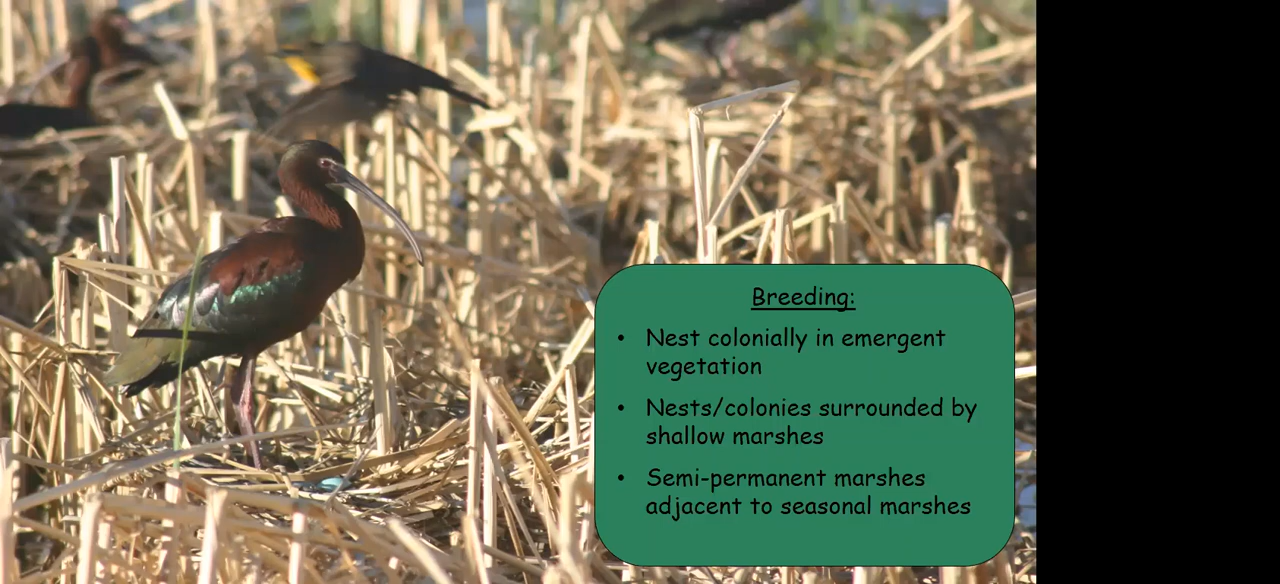 Breeding:
• Nest colonially in emergent
vegetation
• Nests/colonies surrounded by
shallow marshes
• Semi-permanent marshes
adjacent to seasonal marshes